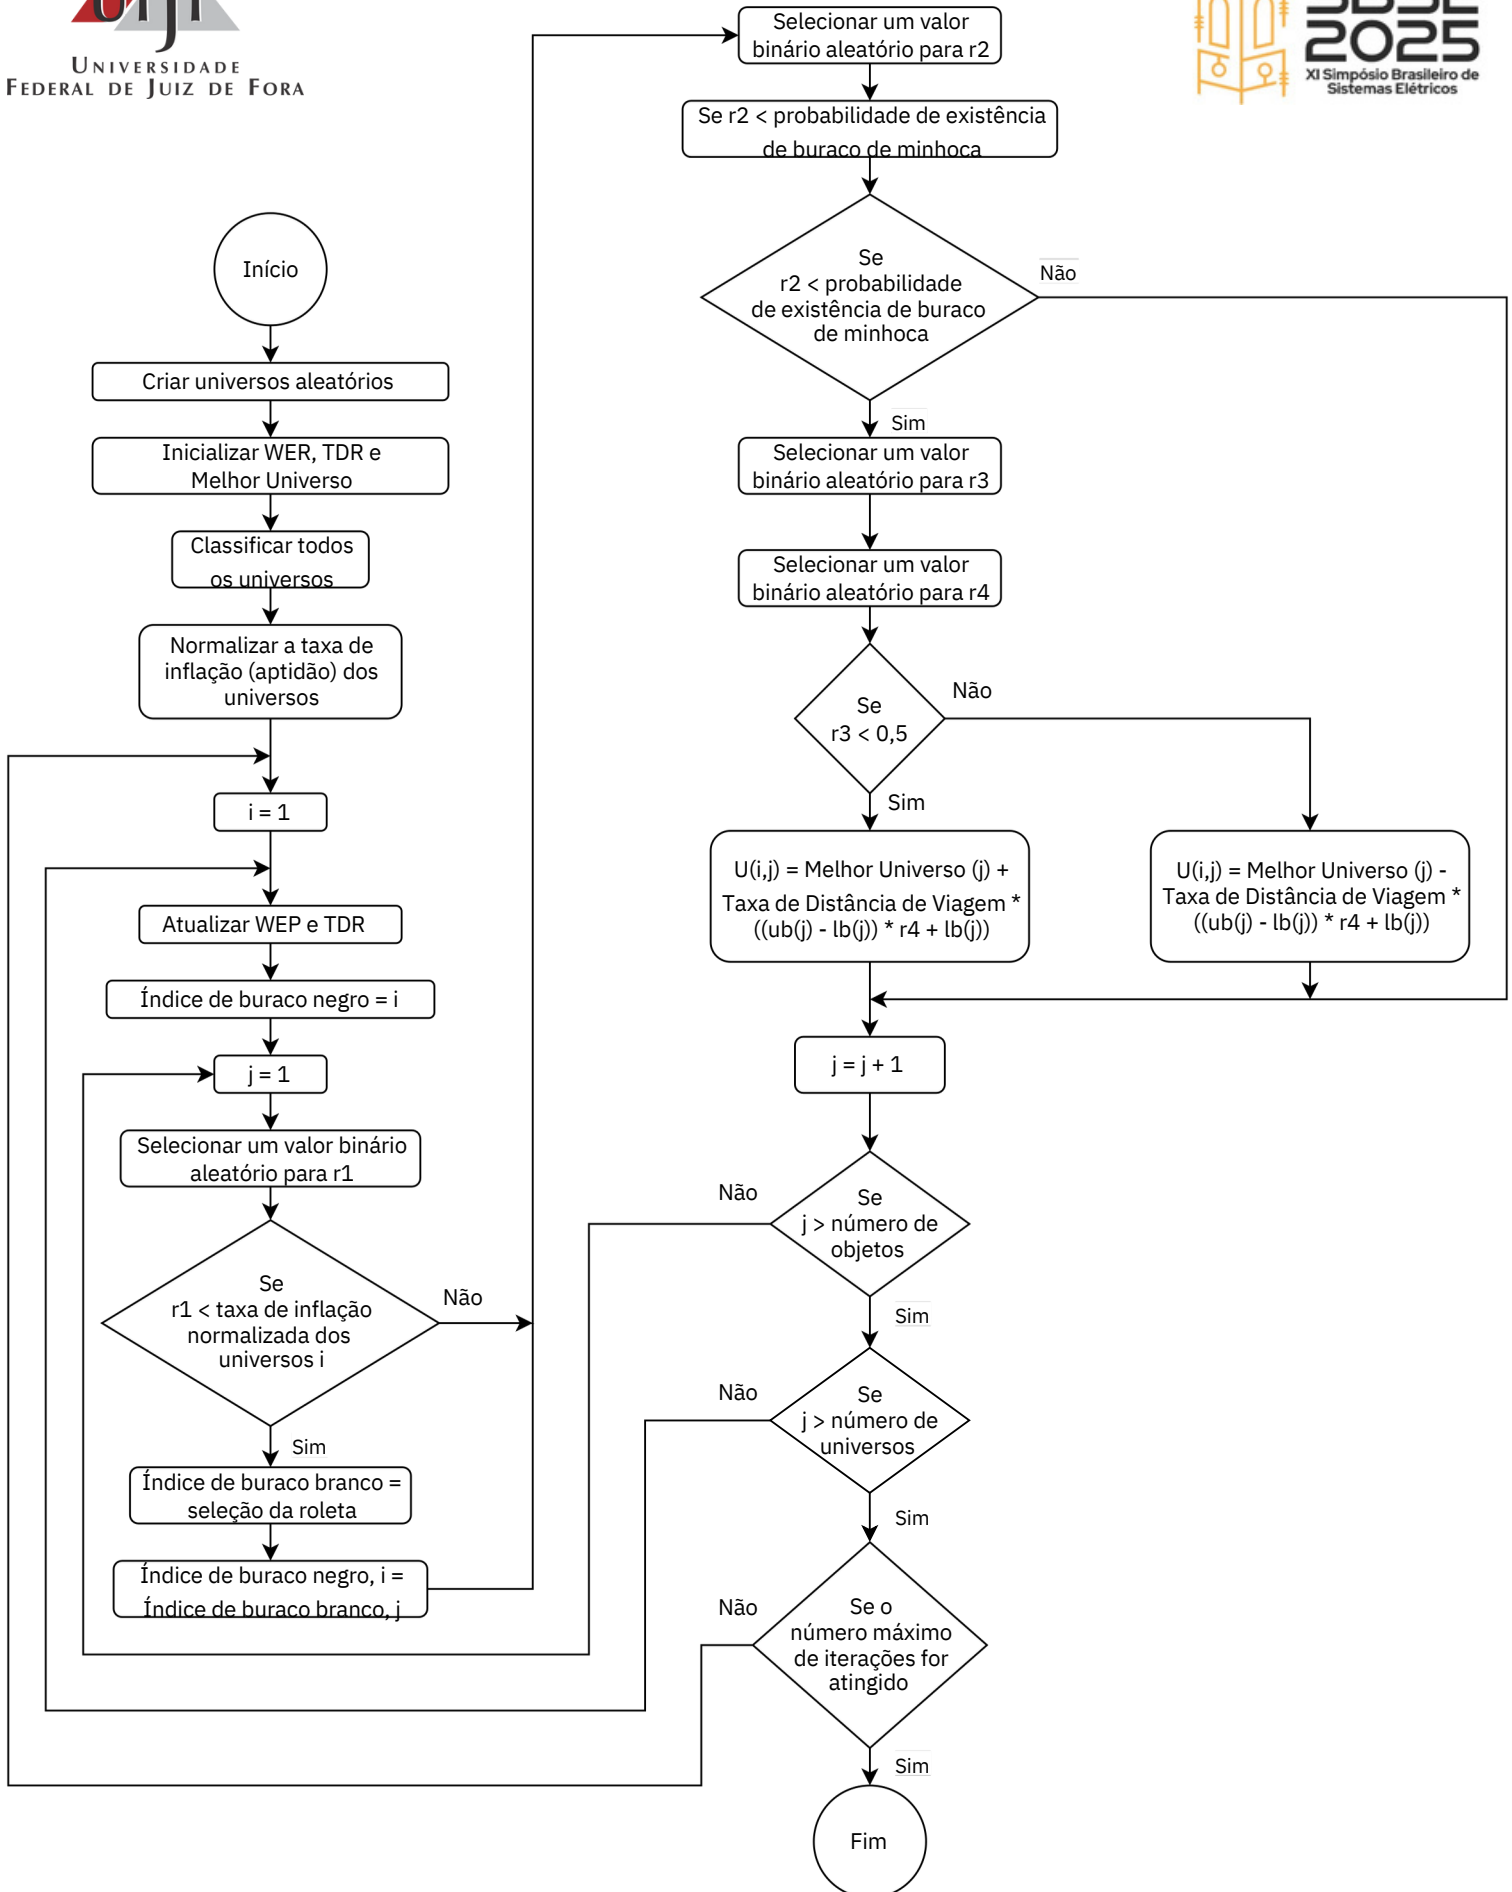 UNIVERSIDADE
FEDERAL DE JUIZ DE FORA
2025
XI Simpósio Brasileiro de
Sistemas Elétricos
Início
Criar universos aleatórios
Inicializar WER, TDR e
Melhor Universo
Classificar todos
os universos
Normalizar a taxa de
inflação (aptidão) dos
universos
i = 1
Atualizar WEP e TDR
Índice de buraco negro = i
j = 1
Selecionar um valor binário
aleatório para r1
Se
r1 < taxa de inflação
normalizada dos
universos i
Não
Sim
Índice de buraco branco =
seleção da roleta
Índice de buraco negro, i =
Índice de buraco branco, j
Selecionar um valor
binário aleatório para r2
Se r2 < probabilidade de existência
de buraco de minhoca
Se
r2 < probabilidade
de existência de buraco
de minhoca
Não
Sim
Selecionar um valor
binário aleatório para r3
Selecionar um valor
binário aleatório para r4
Se
r3 < 0,5
Não
Sim
U(i,j) = Melhor Universo (j) +
Taxa de Distância de Viagem *
((ub(j) - lb(j)) * r4 + lb(j))
U(i,j) = Melhor Universo (j) -
Taxa de Distância de Viagem *
((ub(j) - lb(j)) * r4 + lb(j))
j = j + 1
Se
j > número de
objetos
Não
Sim
Se
j > número de
universos
Não
Sim
Se o
número máximo
de iterações for
atingido
Não
Sim
Fim